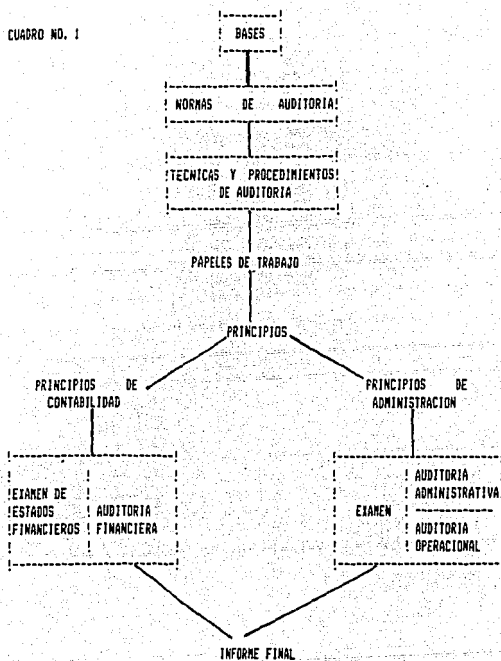 CUADRO NO. 1
BASES
NORMAS DE AUDITORIA
TECNICAS Y PROCEDIMIENTOS
DE AUDITORIA
PAPELES DE TRABAJO
PRINCIPIOS
PRINCIPIOS DE
CONTABILIDAD
PRINCIPIOS DE
ADMINISTRACION
EXAMEN DE
ESTADOS
FINANCIEROS
AUDITORIA
FINANCIERA
EXAMEN
AUDITORIA
ADMINISTRATIVA
AUDITORIA
OPERACIONAL
INFORME FINAL